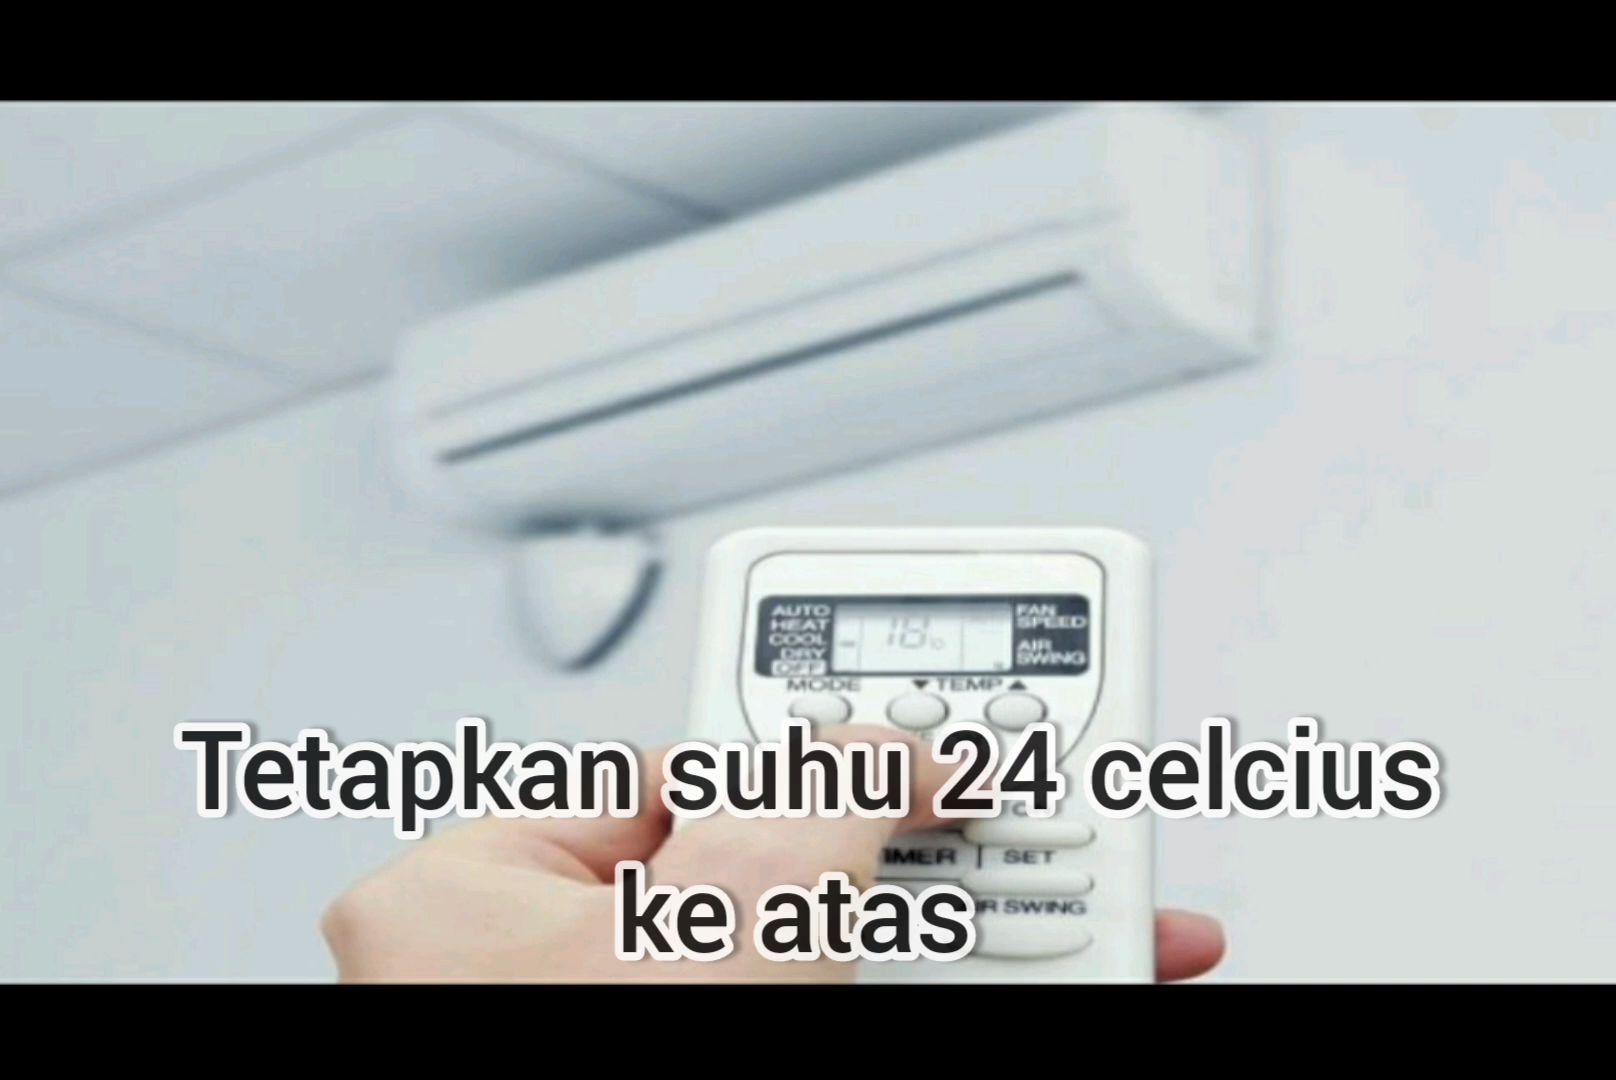 AUTO
HEAT
COOL
DRY
OFF
18°
FAN
SPEED
AIR
SWING
MODE
▼ TEMP ▲
Tetapkan suhu 24 celcius
SET
ke atas
SWING